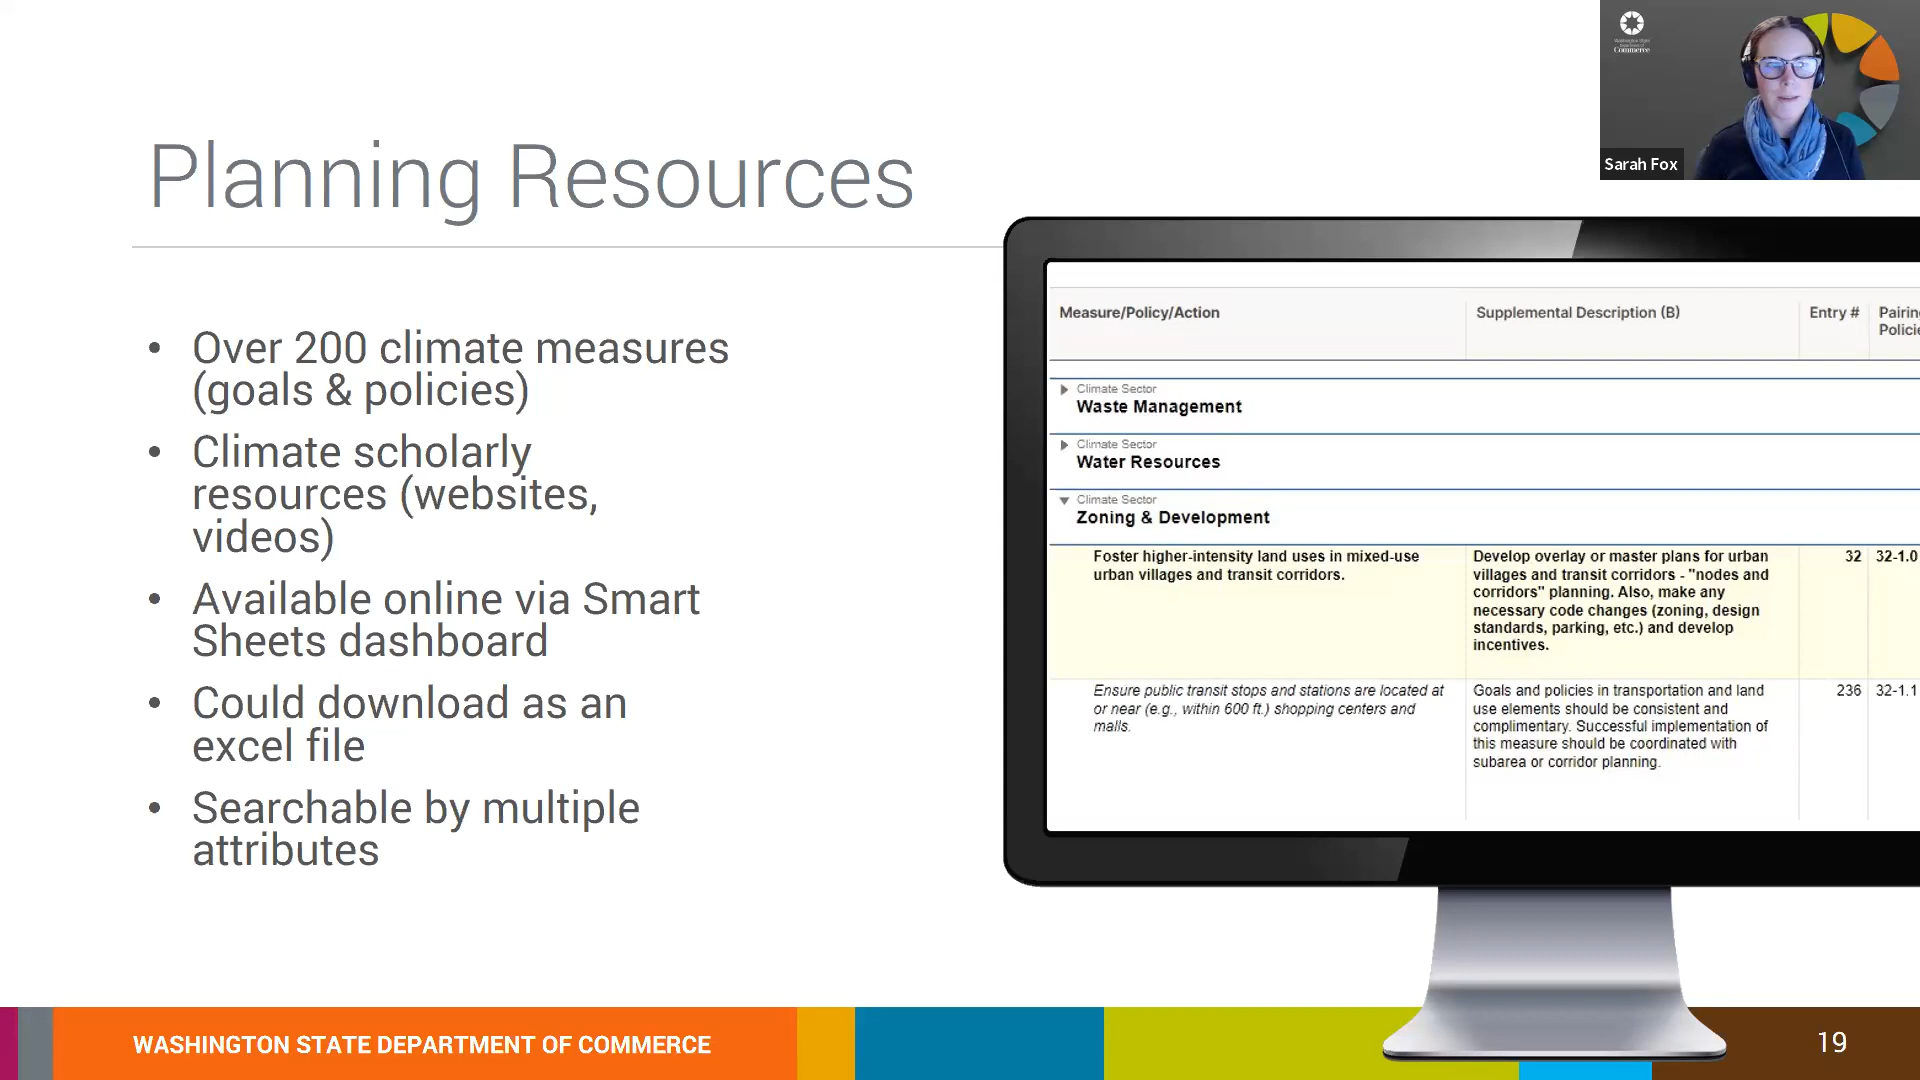 Planning Resources
• Over 200 climate measures
(goals & policies)
• Climate scholarly
resources (websites,
videos)
• Available online via Smart
Sheets dashboard
• Could download as an
excel file
• Searchable by multiple
attributes
Commerce
Sarah Fox
Measure/Policy/Action
Supplemental Description (B)
Entry #
Climate Sector
Waste Management
Climate Sector
Water Resources
Climate Sector
Zoning & Development
Foster higher-intensity land uses in mixed-use
urban villages and transit corridors.
Develop overlay or master plans for urban
villages and transit corridors - "nodes and
corridors" planning. Also, make any
necessary code changes (zoning, design
standards, parking, etc.) and develop
incentives.
32
32-1.0
Ensure public transit stops and stations are located at
or near (e.g., within 600 ft.) shopping centers and
malls.
Goals and policies in transportation and land
use elements should be consistent and
complimentary. Successful implementation of
this measure should be coordinated with
subarea or corridor planning.
236
32-1.1
WASHINGTON STATE DEPARTMENT OF COMMERCE
19